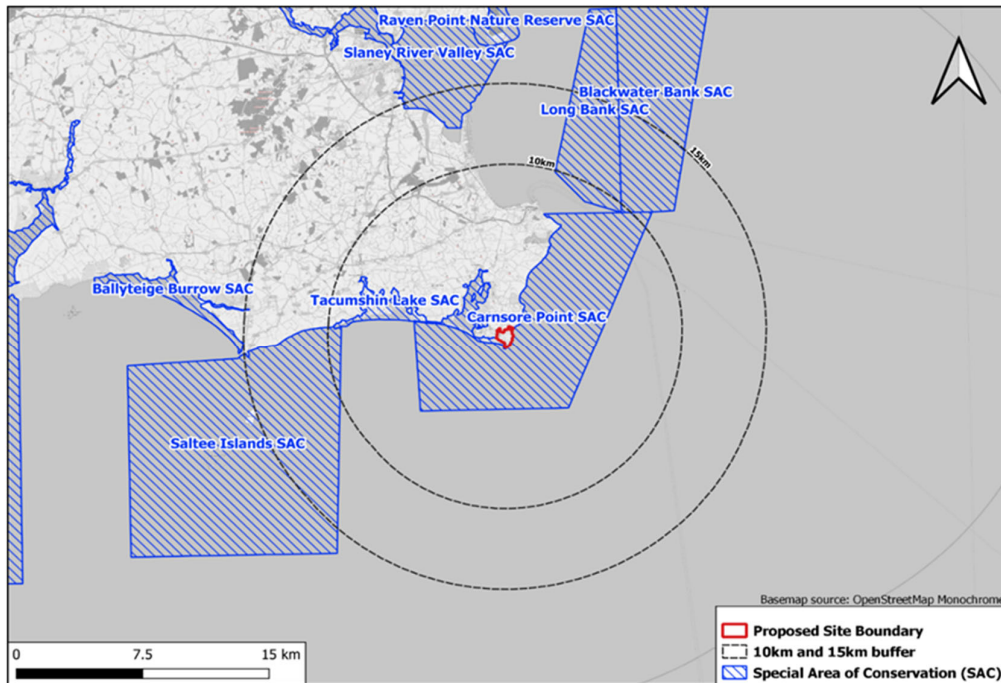 Raven Point Nature Reserve SAC
Slaney River Valley SAC
Blackwater Bank SAC
Long Bank SAC
10km
15km
Ballyteige Burrow SAC
Tacumshin Lake SAC
Carnsore Point SAC
Saltee Islands SAC
Basemap source: OpenStreetMap Monochrome
0 7.5 15 km
Proposed Site Boundary
10km and 15km buffer
Special Area of Conservation (SAC)